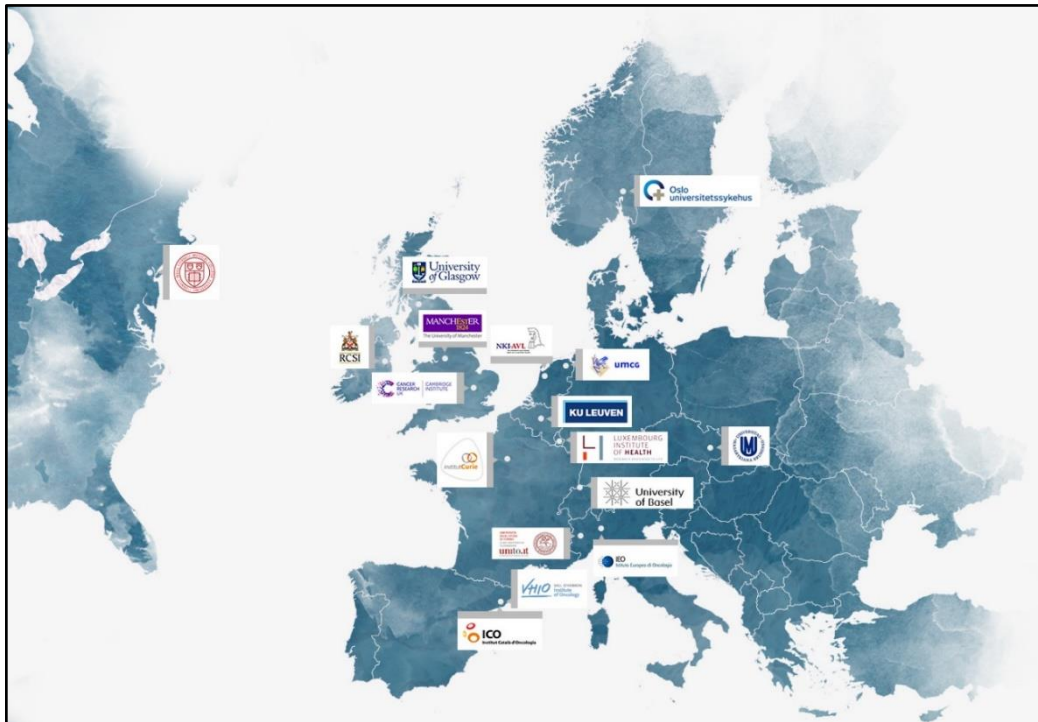 Oslo
universitetssykehus
University
of Glasgow
MANCHESTER
1824
The University of Manchester
RCSI
NKI-AVL
umcg
CANCER
RESEARCH
UK
CAMBRIDGE
INSTITUTE
KU LEUVEN
LUXEMBOURG
INSTITUTE
OF HEALTH
institutCurie
University
of Basel
unito.it
IEO
Istituto Europeo di Oncologia
VHIO
Institute
of Oncology
ICO
Institut Català d'Oncologia